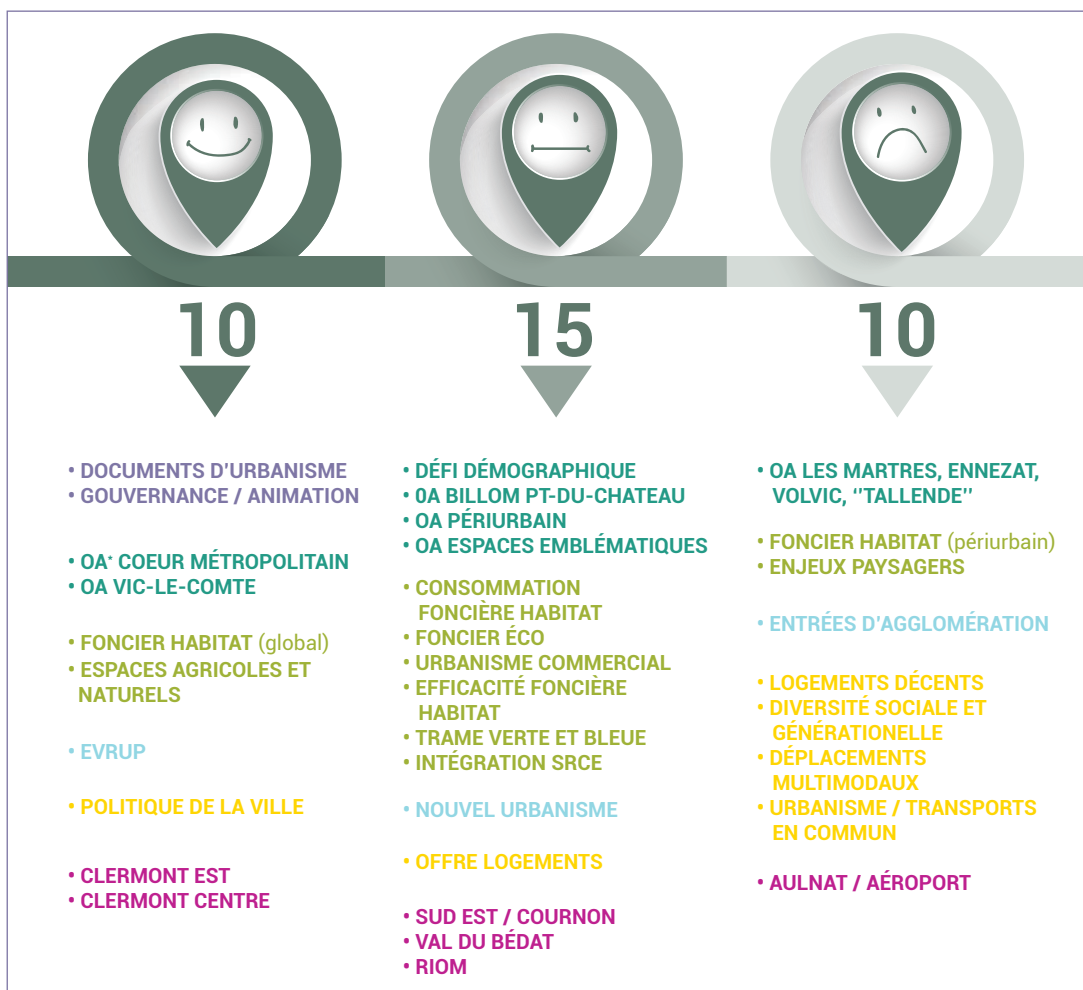 10
• DOCUMENTS D'URBANISME
• GOUVERNANCE / ANIMATION
• OA* COEUR MÉTROPOLITAIN
• OA VIC-LE-COMTE
• FONCIER HABITAT (global)
• ESPACES AGRICOLES ET
NATURELS
• EVRUP
• POLITIQUE DE LA VILLE
• CLERMONT EST
• CLERMONT CENTRE
15
• DÉFI DÉMOGRAPHIQUE
• 0A BILLOM PT-DU-CHATEAU
• OA PÉRIURBAIN
• OA ESPACES EMBLÉMATIQUES
• CONSOMMATION
FONCIÈRE HABITAT
• FONCIER ÉCO
• URBANISME COMMERCIAL
• EFFICACITÉ FONCIÈRE
HABITAT
• TRAME VERTE ET BLEUE
• INTÉGRATION SRCE
• NOUVEL URBANISME
• OFFRE LOGEMENTS
• SUD EST / COURNON
• VAL DU BÉDAT
• RIOM
10
• OA LES MARTRES, ENNEZAT,
VOLVIC, ''TALLENDE''
• FONCIER HABITAT (périurbain)
• ENJEUX PAYSAGERS
• ENTRÉES D'AGGLOMÉRATION
• LOGEMENTS DÉCENTS
• DIVERSITÉ SOCIALE ET
GÉNÉRATIONELLE
• DÉPLACEMENTS
MULTIMODAUX
• URBANISME / TRANSPORTS
EN COMMUN
• AULNAT / AÉROPORT